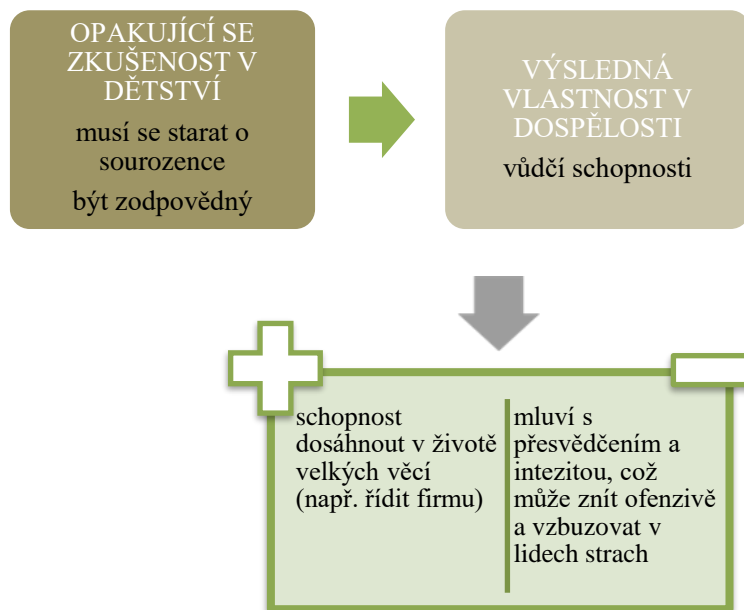 OPAKUJÍCÍ SE
ZKUŠENOST V
DĚTSTVÍ
musí se starat o
sourozence
být zodpovědný
VÝSLEDNÁ
VLASTNOST V
DOSPĚLOSTI
vůdčí schopnosti
schopnost
dosáhnout v životě
velkých věcí
(např. řídit firmu)
mluví s
přesvědčením a
intezitou, což
může znít ofenzivě
a vzbuzovat v
lidech strach